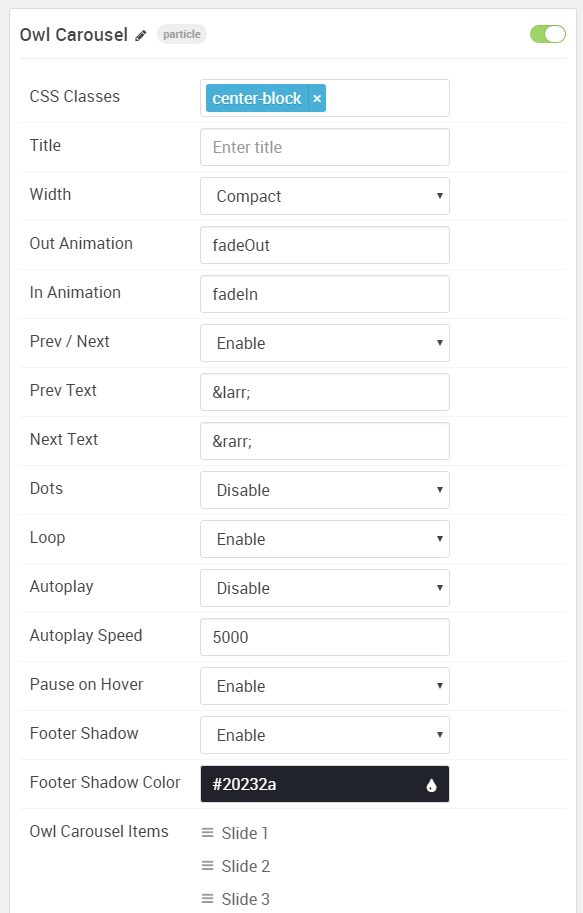 Owl Carousel particle
CSS Classes center-block ×
Title Enter title
Width Compact
Out Animation fadeOut
In Animation fadeIn
Prev / Next Enable
Prev Text &larr;
Next Text &rarr;
Dots Disable
Loop Enable
Autoplay Disable
Autoplay Speed 5000
Pause on Hover Enable
Footer Shadow Enable
Footer Shadow Color #20232a
Owl Carousel Items Slide 1
Slide 2
Slide 3